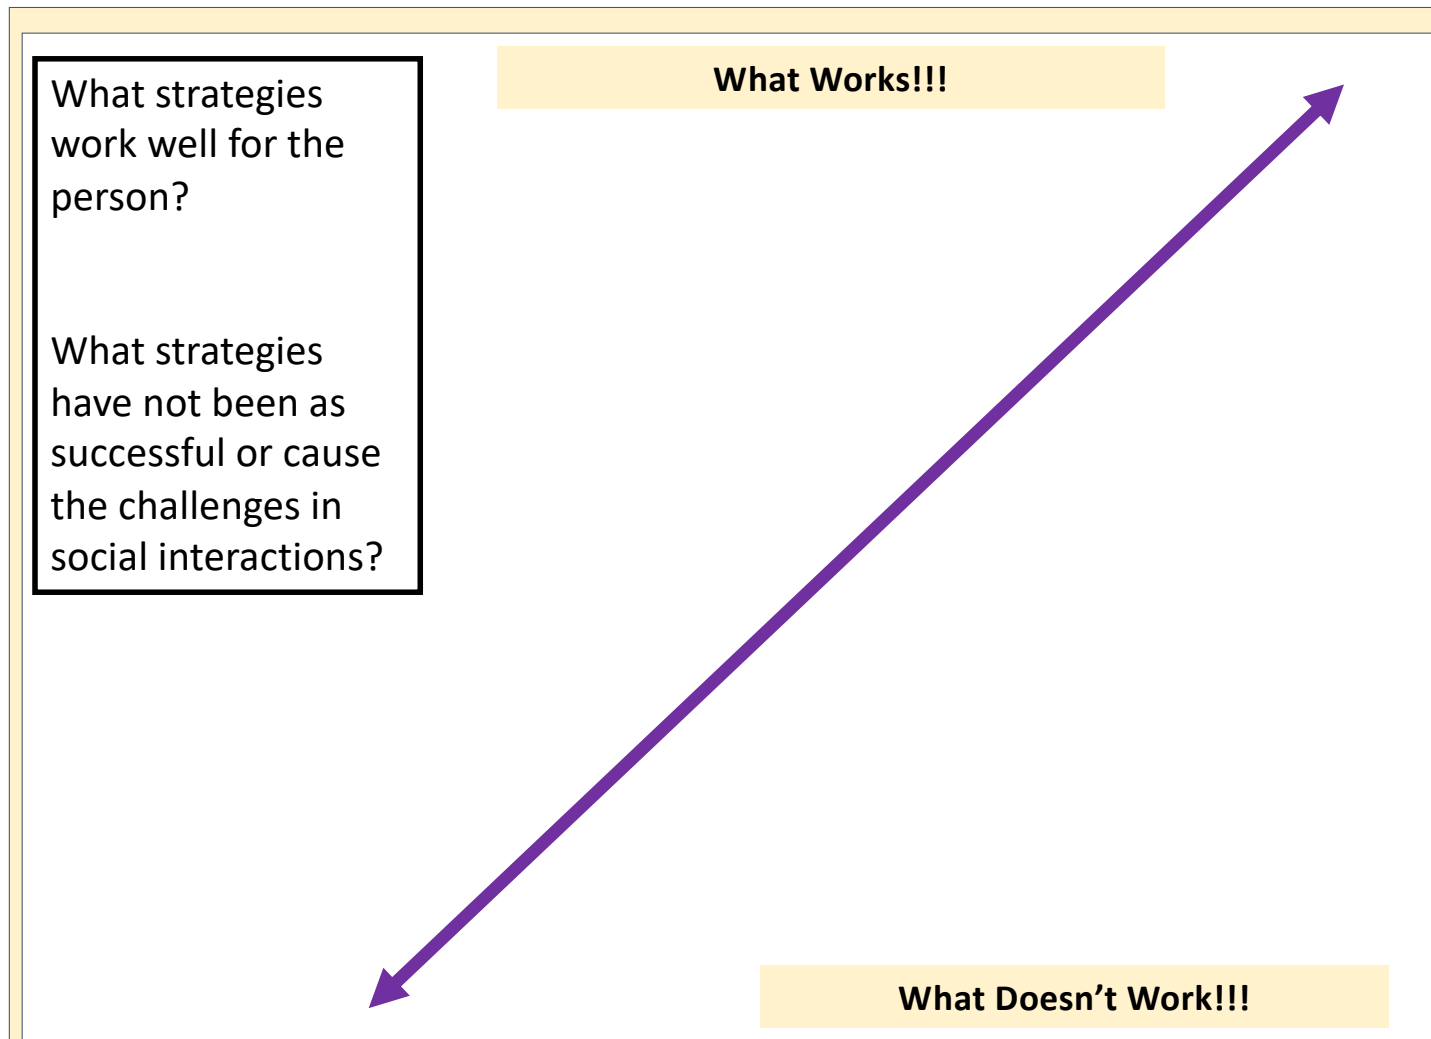 What Works!!!
What strategies
work well for the
person?
What strategies
have not been as
successful or cause
the challenges in
social interactions?
What Doesn’t Work!!!